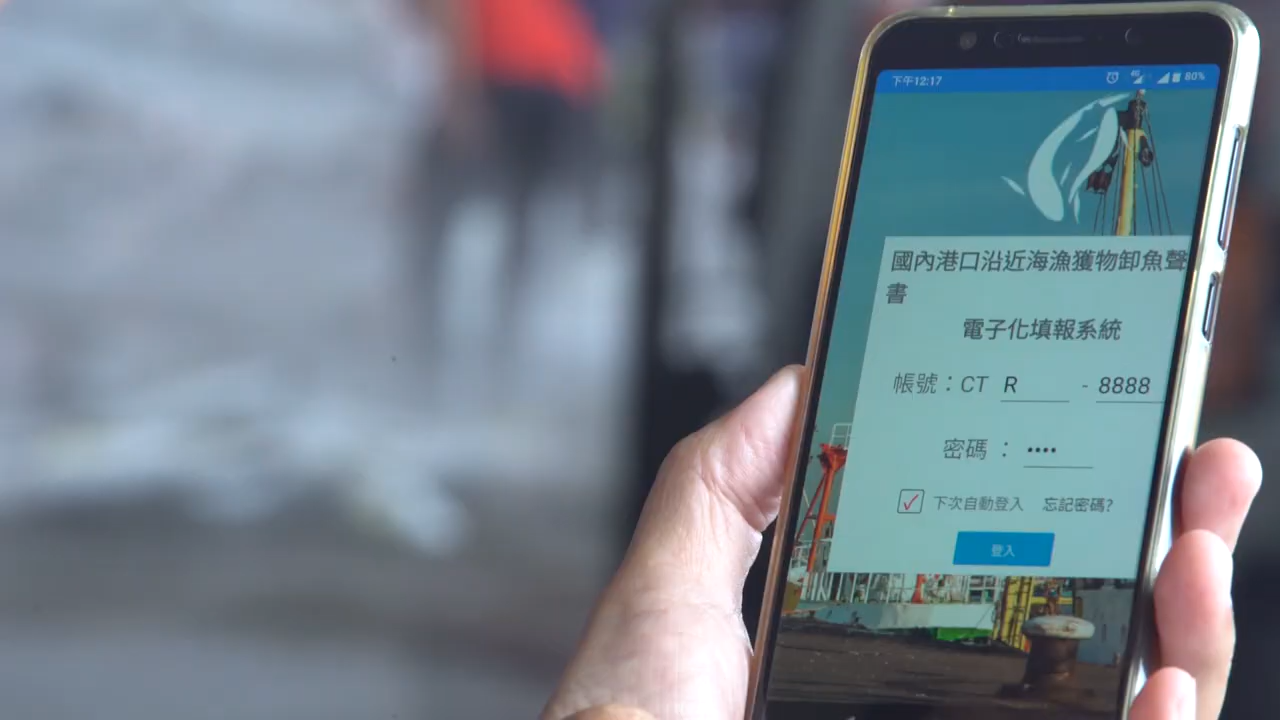 下午12:17
4G
80%
國內港口沿近海漁獲物卸魚聲
書
電子化填報系統
帳號：CT R - 8888
密碼：••••
下次自動登入 忘記密碼?
登入